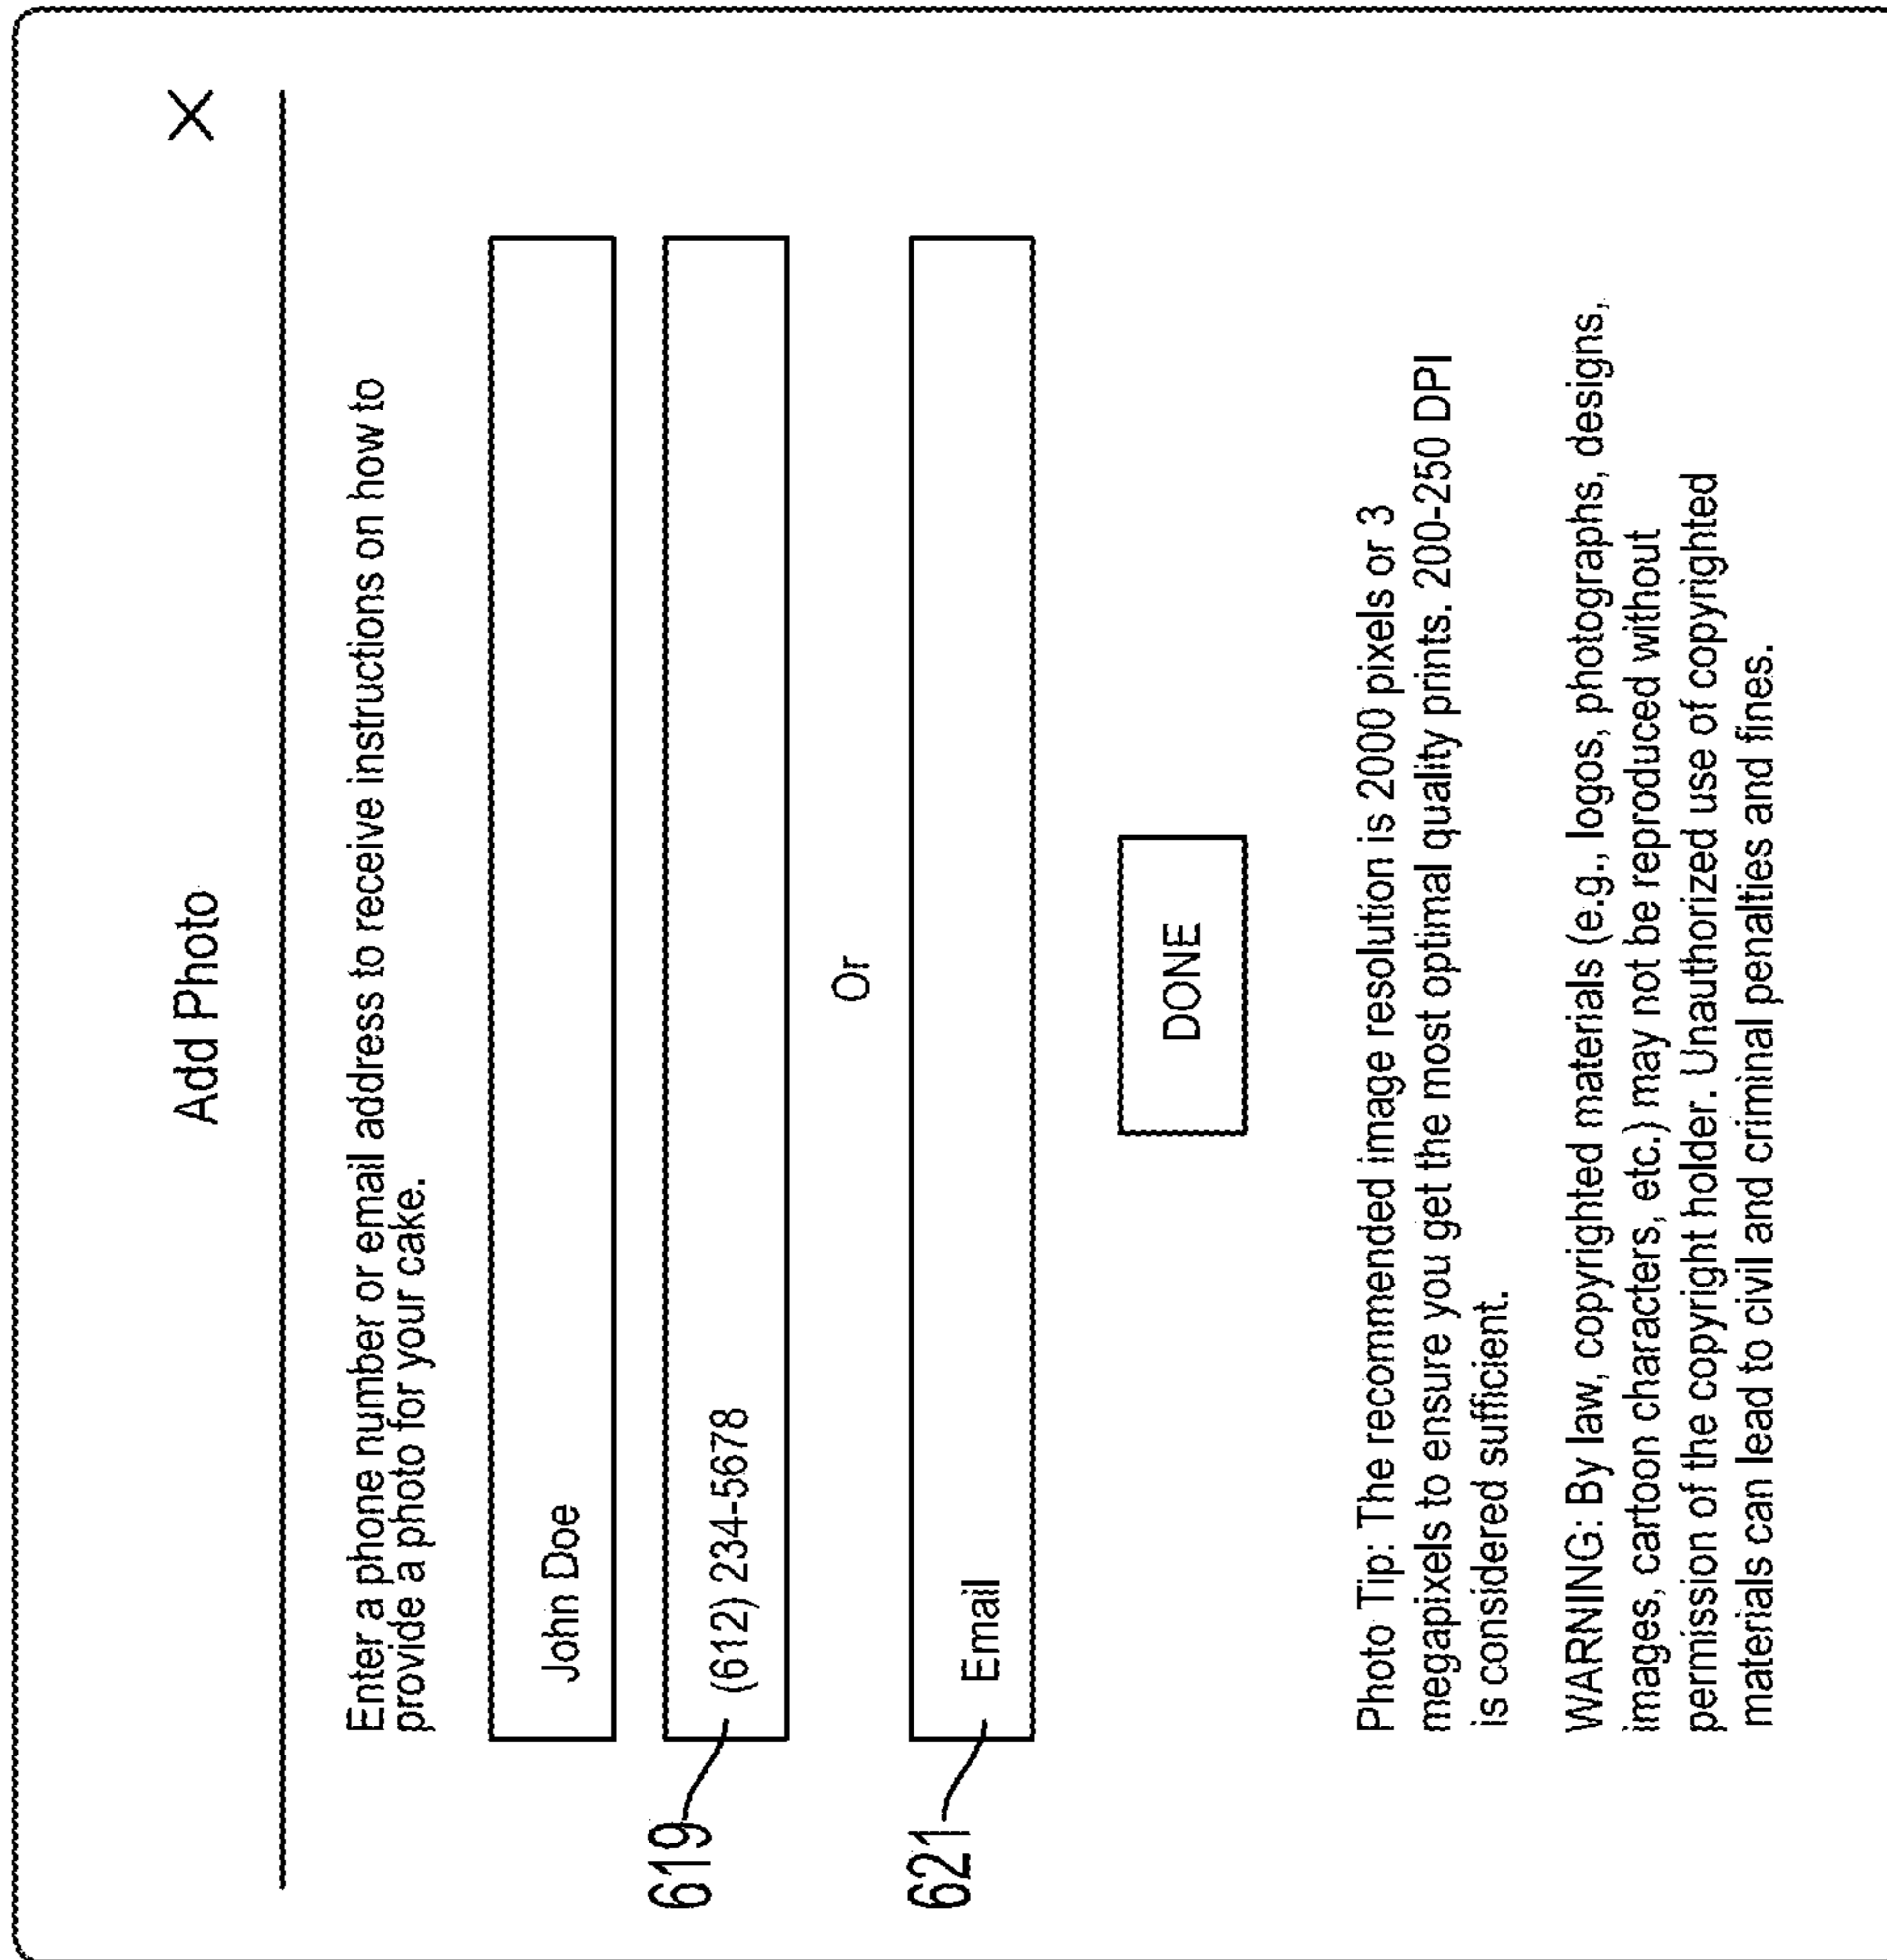 Add Photo
X
Enter a phone number or email address to receive instructions on how to
provide a photo for your cake.
John Doe
619
(612) 234-5678
Or
621
Email
DONE
Photo Tip: The recommended image resolution is 2000 pixels or 3
megapixels to ensure you get the most optimal quality prints. 200-250 DPI
is considered sufficient.
WARNING: By law, copyrighted materials (e.g., logos, photographs, designs,
images, cartoon characters, etc.) may not be reproduced without
permission of the copyright holder. Unauthorized use of copyrighted
materials can lead to civil and criminal penalties and fines.